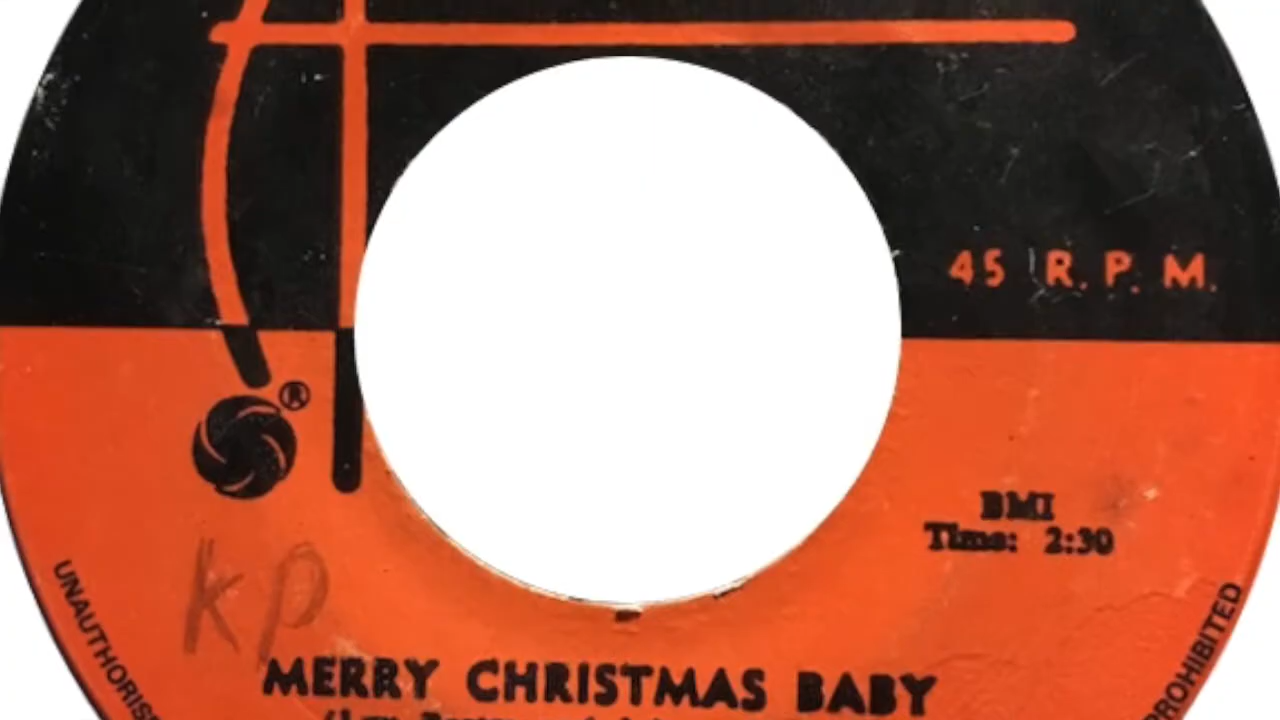 45 R. P. M.
®
BMI
Time: 2:30
KP
UNAUTHORIS
PROHIBITED
MERRY CHRISTMAS BABY